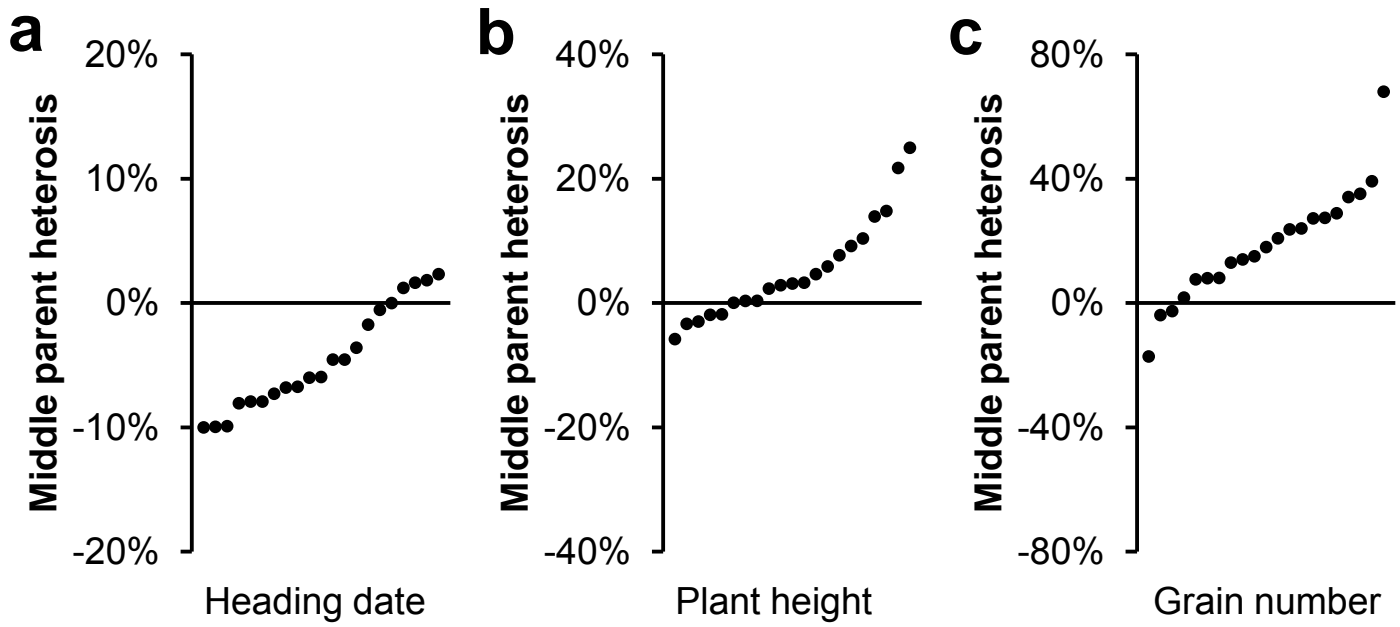 a
Middle parent heterosis
20%
10%
0%
-10%
-20%
Heading date
b
Middle parent heterosis
40%
20%
0%
-20%
-40%
Plant height
c
Middle parent heterosis
80%
40%
0%
-40%
-80%
Grain number